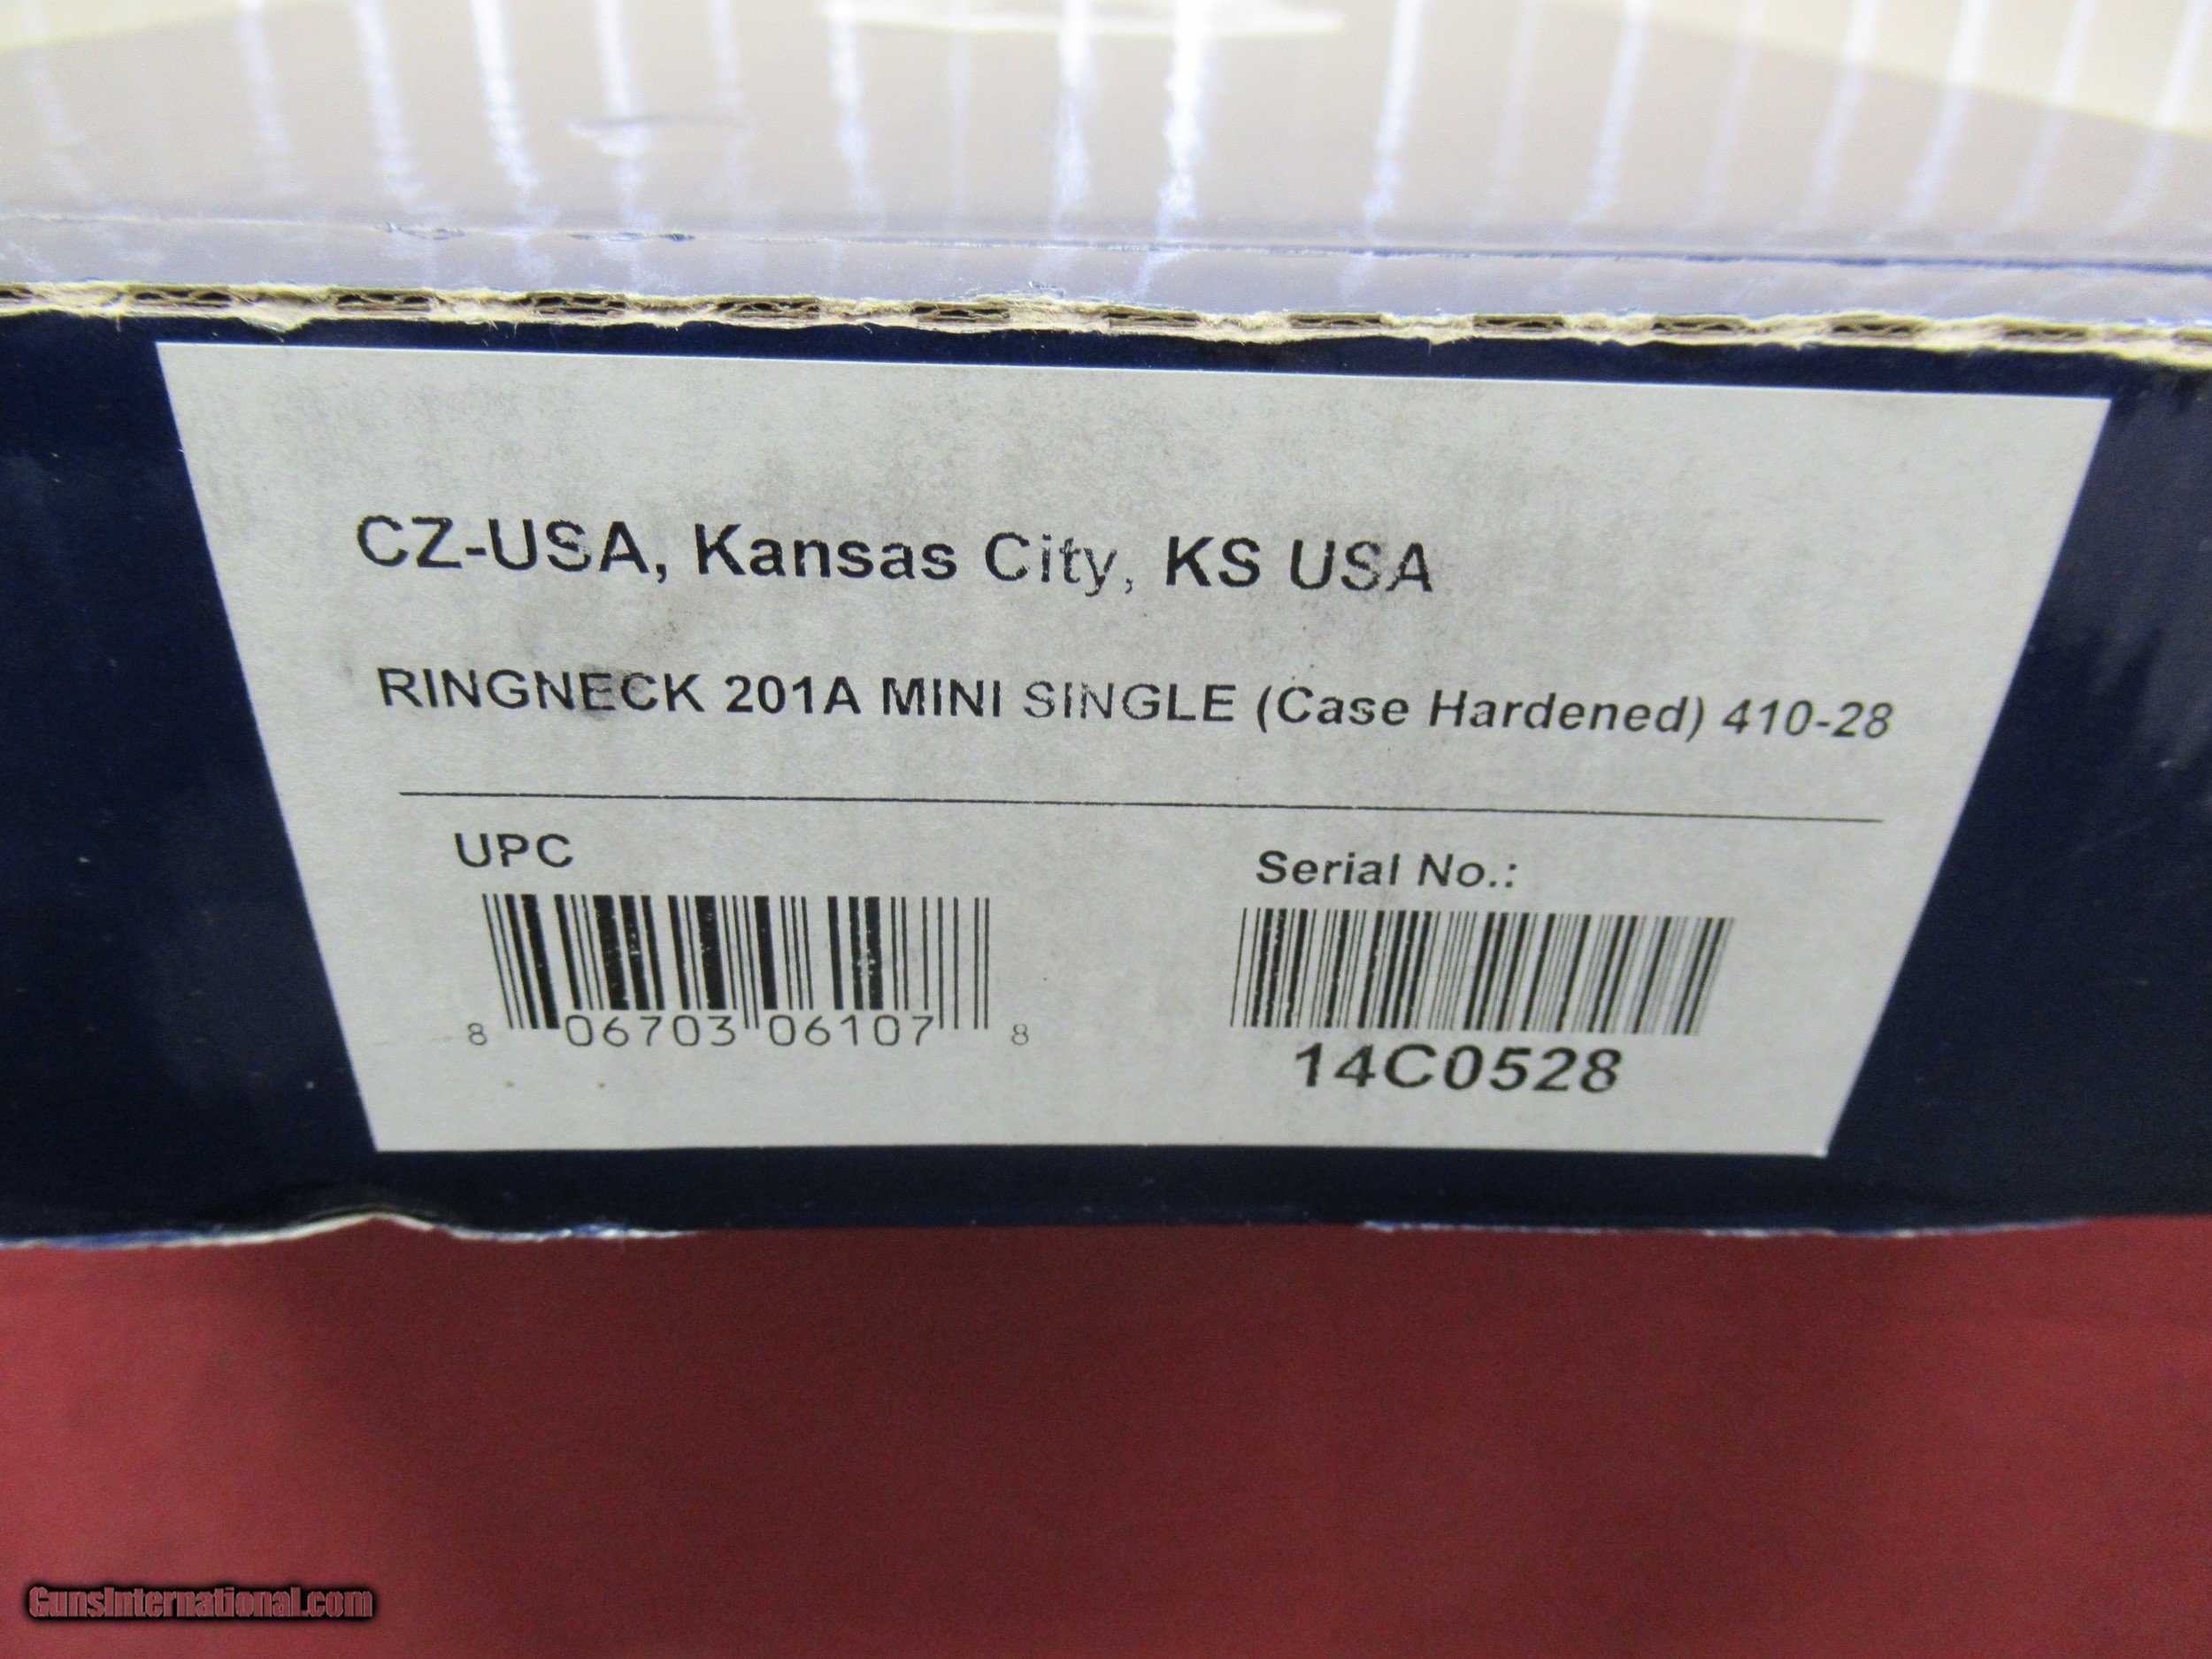 CZ-USA, Kansas City, KS USA
RINGNECK 201A MINI SINGLE (Case Hardened) 410-28
UPC
Serial No.:
8 06703 06107 8
14C0528
GunsInternational.com